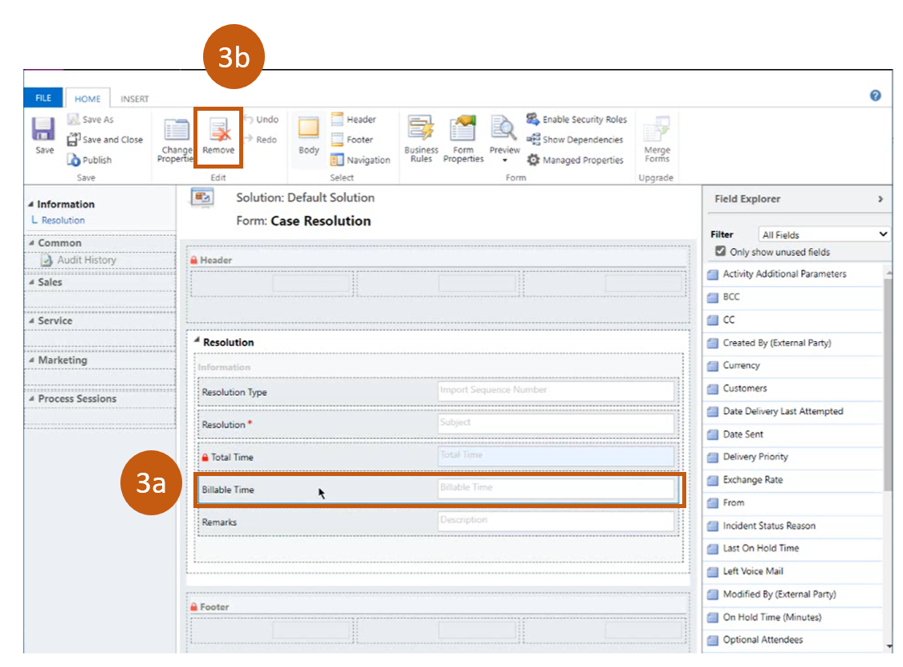 3b
FILE HOME INSERT
Save
Save As
Save and Close
Publish
Save
Change Properties
Remove
Undo
Redo
Edit
Body
Header
Footer
Navigation
Select
Business Rules
Form Properties
Preview
Enable Security Roles
Show Dependencies
Managed Properties
Form
Merge Forms
Upgrade
Information
Resolution
Common
Audit History
Sales
Service
Marketing
Process Sessions
Solution: Default Solution
Form: Case Resolution
Header
Resolution
Information
Resolution Type Import Sequence Number
Resolution * Subject
Total Time Total Time
3a
Billable Time Billable Time
Remarks Description
Footer
Field Explorer
Filter All Fields
Only show unused fields
Activity Additional Parameters
BCC
CC
Created By (External Party)
Currency
Customers
Date Delivery Last Attempted
Date Sent
Delivery Priority
Exchange Rate
From
Incident Status Reason
Last On Hold Time
Left Voice Mail
Modified By (External Party)
On Hold Time (Minutes)
Optional Attendees